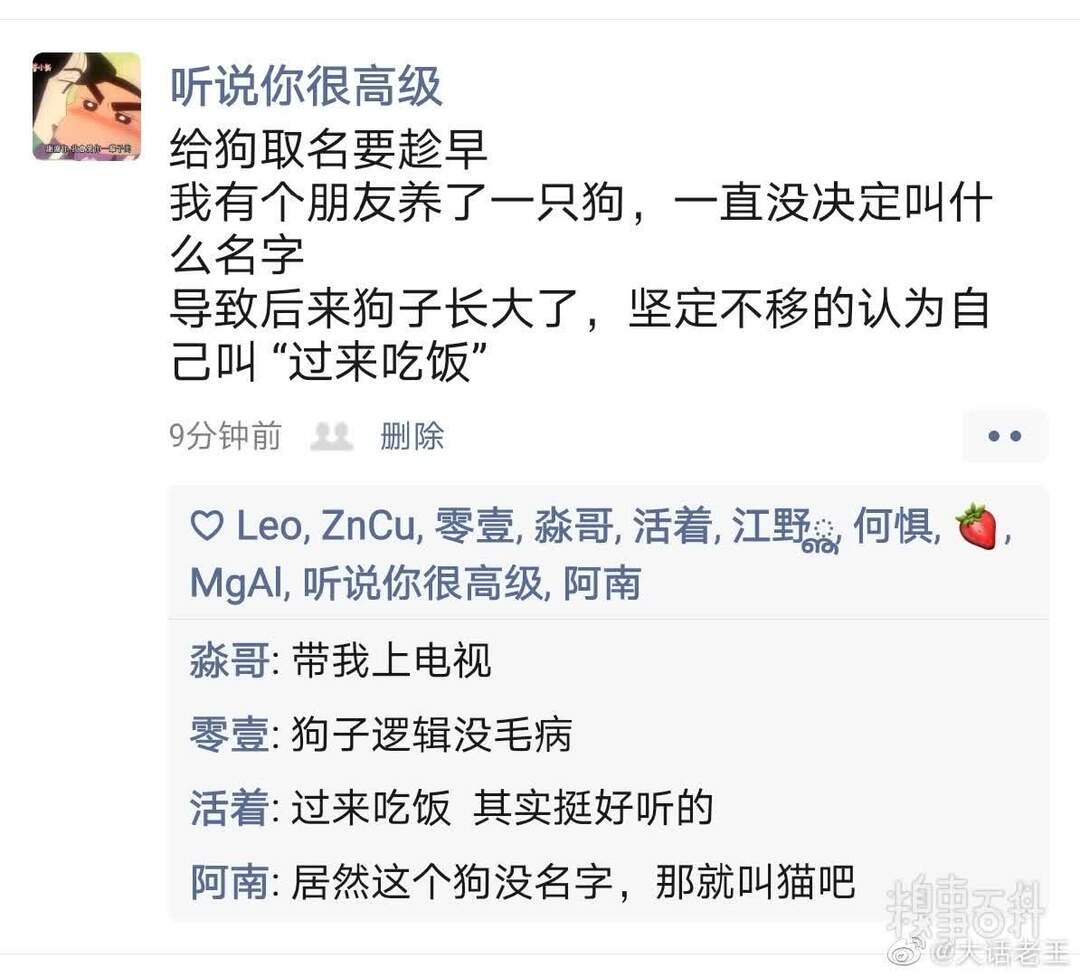 听说你很高级
给狗取名要趁早
我有个朋友养了一只狗，一直没决定叫什
么名字
导致后来狗子长大了，坚定不移的认为自
己叫“过来吃饭”
9分钟前 删除
Leo, ZnCu, 零壹, 淼哥, 活着, 江野, 何惧, 🍓,
MgAl, 听说你很高级, 阿南
淼哥: 带我上电视
零壹: 狗子逻辑没毛病
活着: 过来吃饭 其实挺好听的
阿南: 居然这个狗没名字，那就叫猫吧
糗事百科
@大话老王